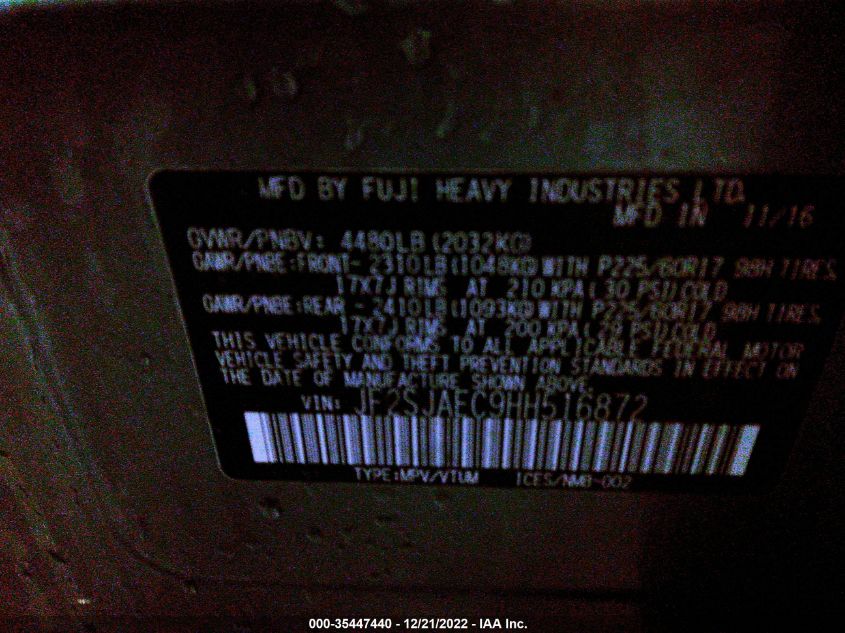 MFD BY FUJI HEAVY INDUSTRIES LTD.
MFD IN 11/16
GVWR/PNBV: 4480LB(2032KG)
GAWR/PNBE:FRONT- 2310LB(1048KG)WITH P225/60R17 98H TIRES,
17X7J RIMS AT 210 KPA(30 PSI)COLD
GAWR/PNBE:REAR - 2410LB(1093KG)WITH P225/60R17 98H TIRES,
17X7J RIMS AT 200 KPA(29 PSI)COLD
THIS VEHICLE CONFORMS TO ALL APPLICABLE FEDERAL MOTOR
VEHICLE SAFETY AND THEFT PREVENTION STANDARDS IN EFFECT ON
THE DATE OF MANUFACTURE SHOWN ABOVE.
VIN: JF2SJAEC9HH516872
TYPE:MPV/VTUM ICES/NMB-002
000-35447440 - 12/21/2022 - IAA Inc.